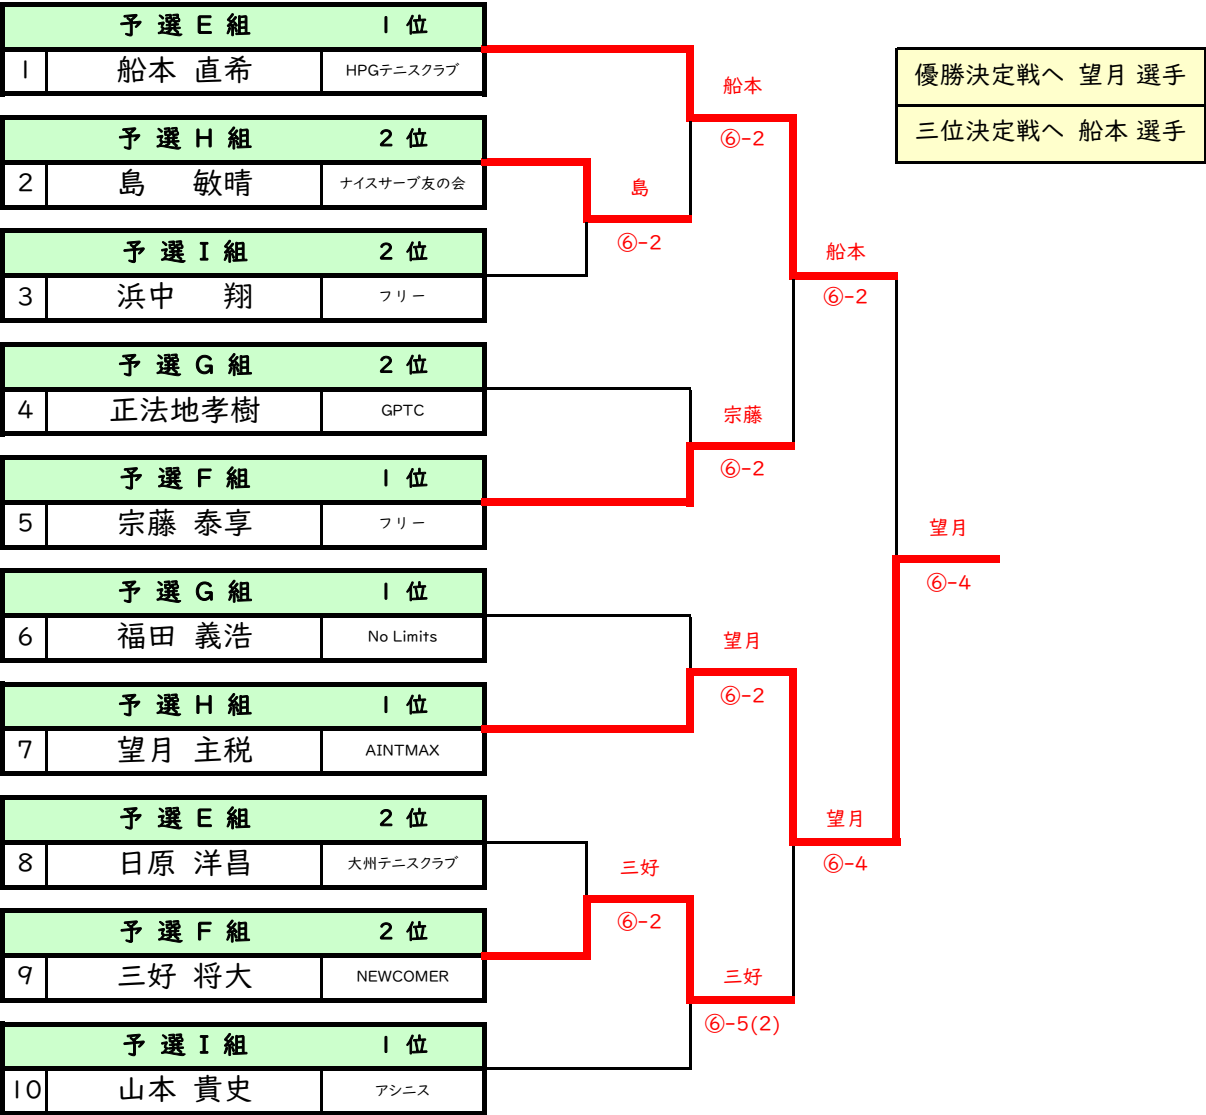 予選E組 1位
1 船本 直希 HPGテニスクラブ
予選H組 2位
2 島 敏晴 ナイスサーブ友の会
予選I組 2位
3 浜中 翔 フリー
予選G組 2位
4 正法地孝樹 GPTC
予選F組 1位
5 宗藤 泰享 フリー
予選G組 1位
6 福田 義浩 No Limits
予選H組 1位
7 望月 主税 AINTMAX
予選E組 2位
8 日原 洋昌 大州テニスクラブ
予選F組 2位
9 三好 将大 NEWCOMER
予選I組 1位
10 山本 貴史 アシニス
島
⑥-2
三好
⑥-2
船本
⑥-2
宗藤
⑥-2
望月
⑥-2
三好
⑥-5(2)
船本
⑥-2
望月
⑥-4
望月
⑥-4
優勝決定戦へ 望月 選手
三位決定戦へ 船本 選手